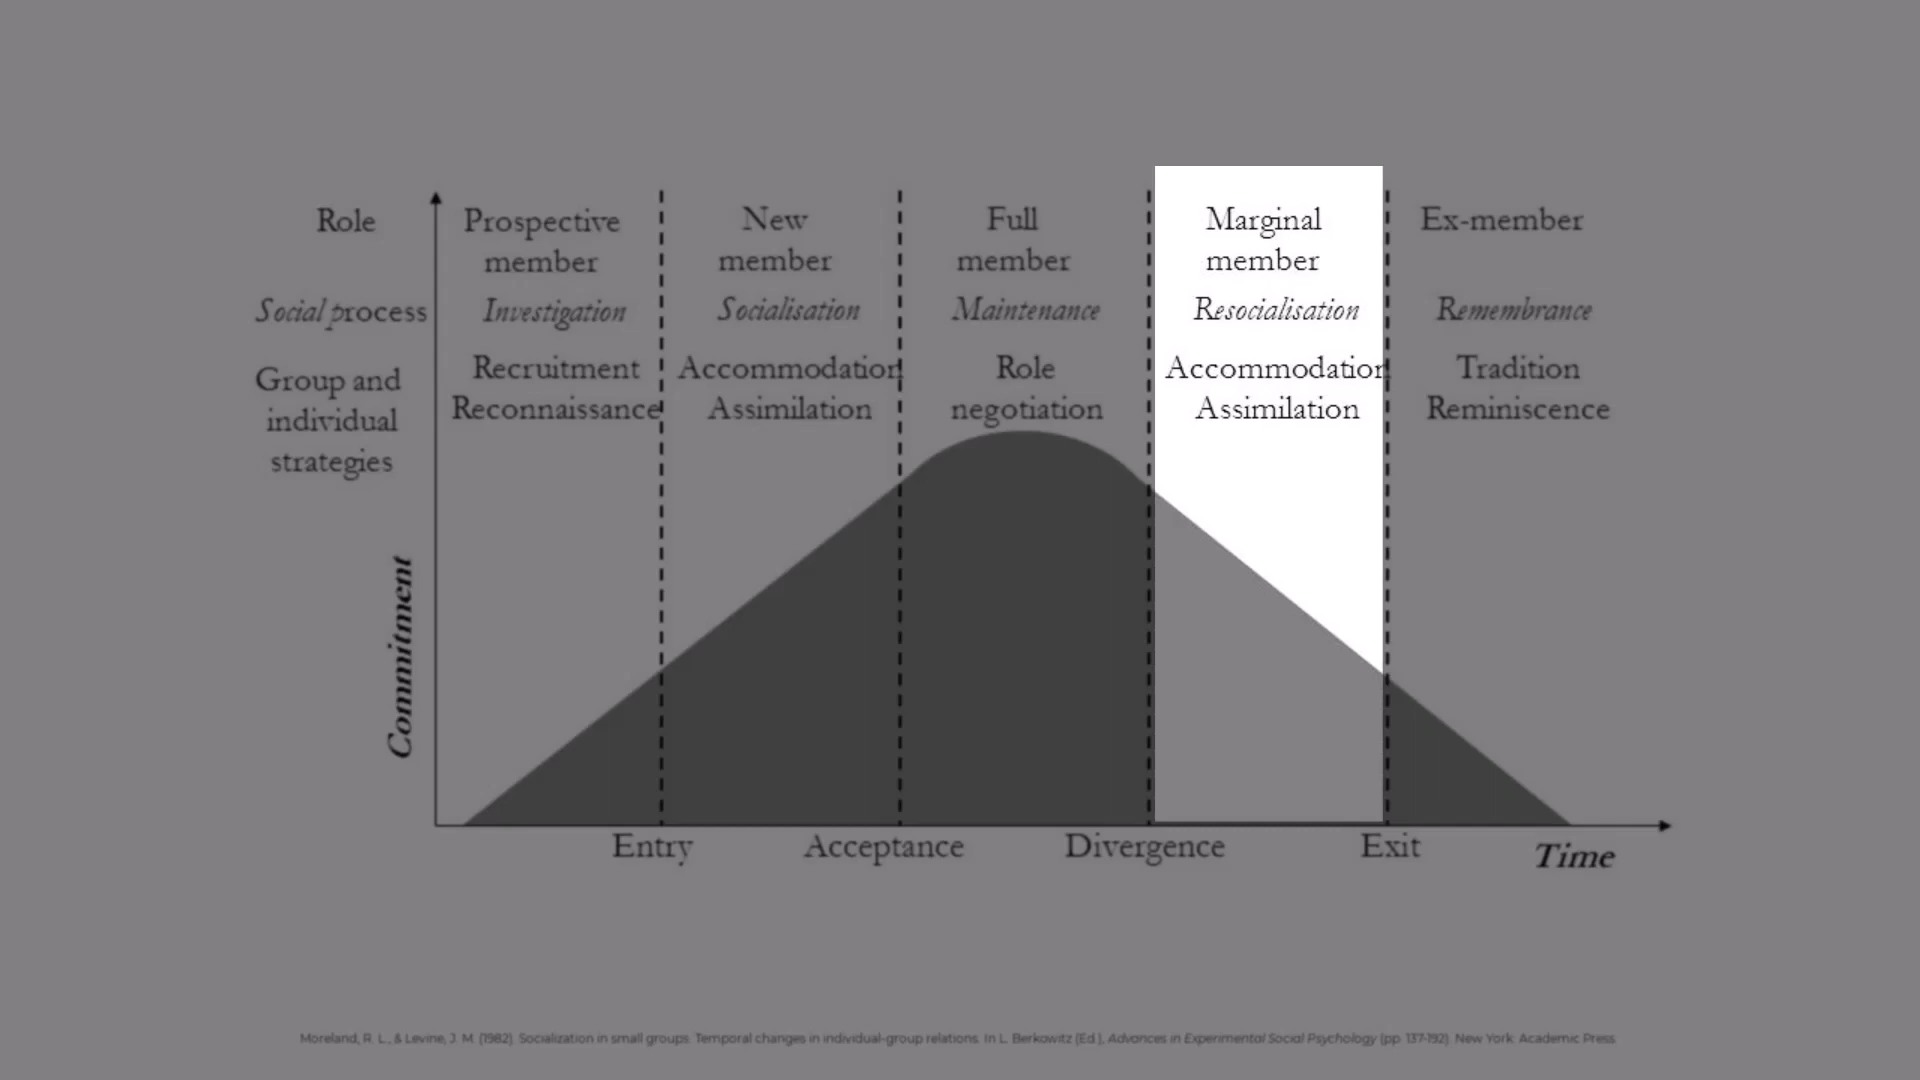 Role
Prospective
member
New
member
Full
member
Marginal
member
Ex-member
Social process
Investigation
Socialisation
Maintenance
Resocialisation
Remembrance
Group and
individual
strategies
Recruitment
Reconnaissance
Accommodation
Assimilation
Role
negotiation
Accommodation
Assimilation
Tradition
Reminiscence
Commitment
Entry
Acceptance
Divergence
Exit
Time
Moreland, R. L., & Levine, J. M. (1982). Socialization in small groups: Temporal changes in individual-group relations. In L. Berkowitz (Ed.), Advances in Experimental Social Psychology (pp. 137-192). New York: Academic Press.